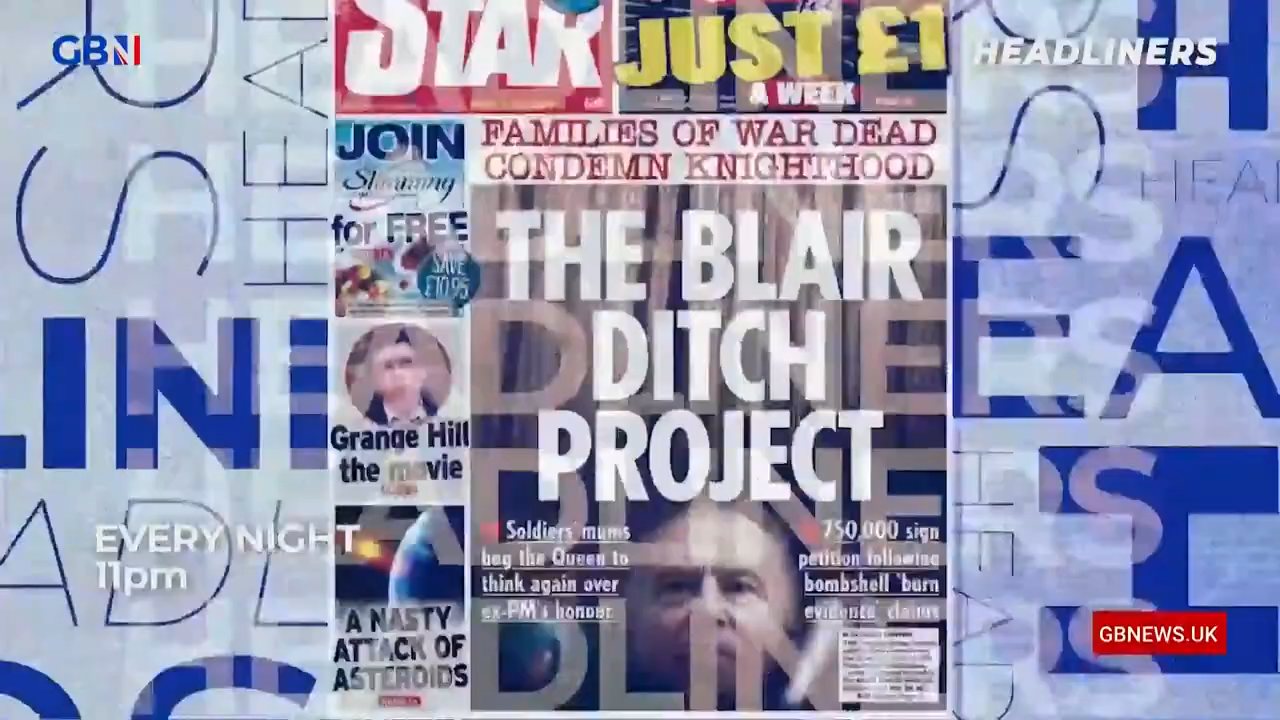 GBN
HEADLINERS
STAR
JUST £1
A WEEK
JOIN
Slimming
for FREE
SAVE
£10.95
FAMILIES OF WAR DEAD
CONDEMN KNIGHTHOOD
THE BLAIR
DITCH
PROJECT
Grange Hill
the movie
Soldiers' mums
beg the Queen to
think again over
ex-PM's honour
750,000 sign
petition following
bombshell 'burn
evidence' claims
A NASTY
ATTACK OF
ASTEROIDS
EVERY NIGHT
11pm
GBNEWS.UK